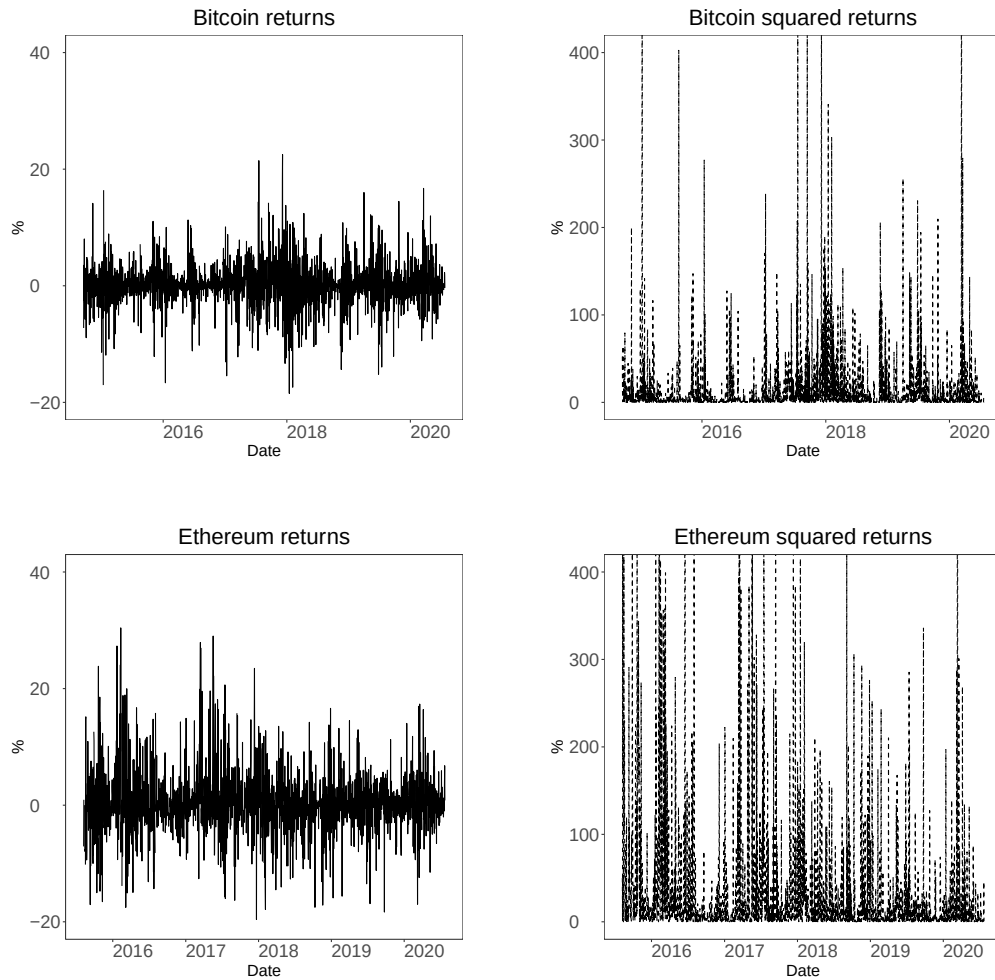 Bitcoin returns
40
20
0
−20
%
2016 2018 2020
Date
Bitcoin squared returns
400
300
200
100
0
%
2016 2018 2020
Date
Ethereum returns
40
20
0
−20
%
2016 2017 2018 2019 2020
Date
Ethereum squared returns
400
300
200
100
0
%
2016 2017 2018 2019 2020
Date